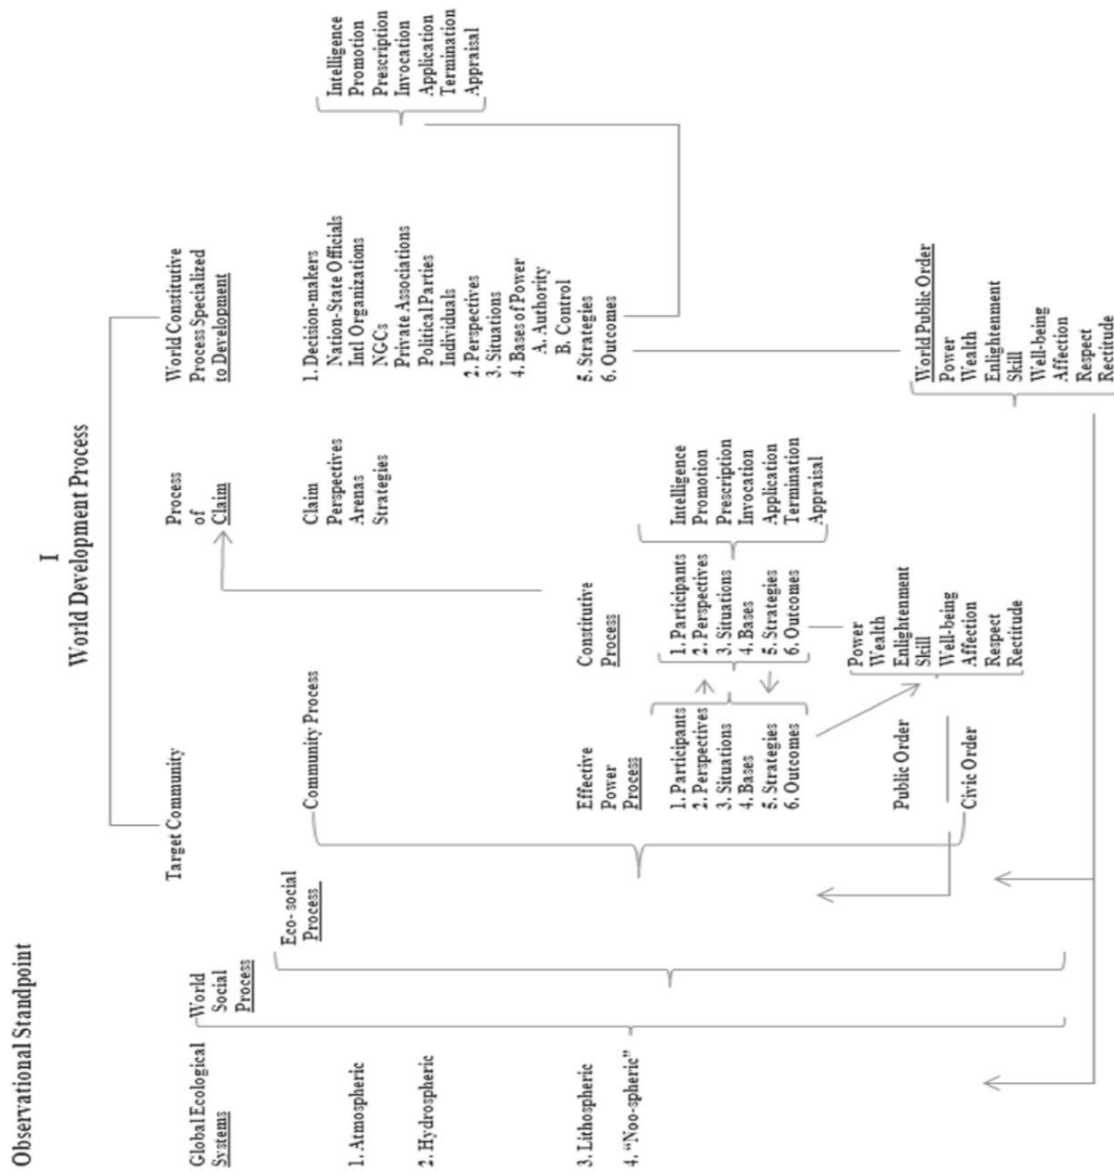 Observational Standpoint
I
World Development Process
Global Ecological
Systems
1. Atmospheric
2. Hydrospheric
3. Lithospheric
4. “Noo-spheric”
World
Social
Process
Eco- social
Process
Target Community
Community Process
Effective
Power
Process
1. Participants
2. Perspectives
3. Situations
4. Bases
5. Strategies
6. Outcomes
Public Order
Civic Order
Constitutive
Process
1. Participants
2. Perspectives
3. Situations
4. Bases
5. Strategies
6. Outcomes
Power
Wealth
Enlightenment
Skill
Well-being
Affection
Respect
Rectitude
Intelligence
Promotion
Prescription
Invocation
Application
Termination
Appraisal
Process
of
Claim
Claim
Perspectives
Arenas
Strategies
World Constitutive
Process Specialized
to Development
1. Decision-makers
Nation-State Officials
Intl Organizations
NGCs
Private Associations
Political Parties
Individuals
2. Perspectives
3. Situations
4. Bases of Power
A. Authority
B. Control
5. Strategies
6. Outcomes
World Public Order
Power
Wealth
Enlightenment
Skill
Well-being
Affection
Respect
Rectitude
Intelligence
Promotion
Prescription
Invocation
Application
Termination
Appraisal